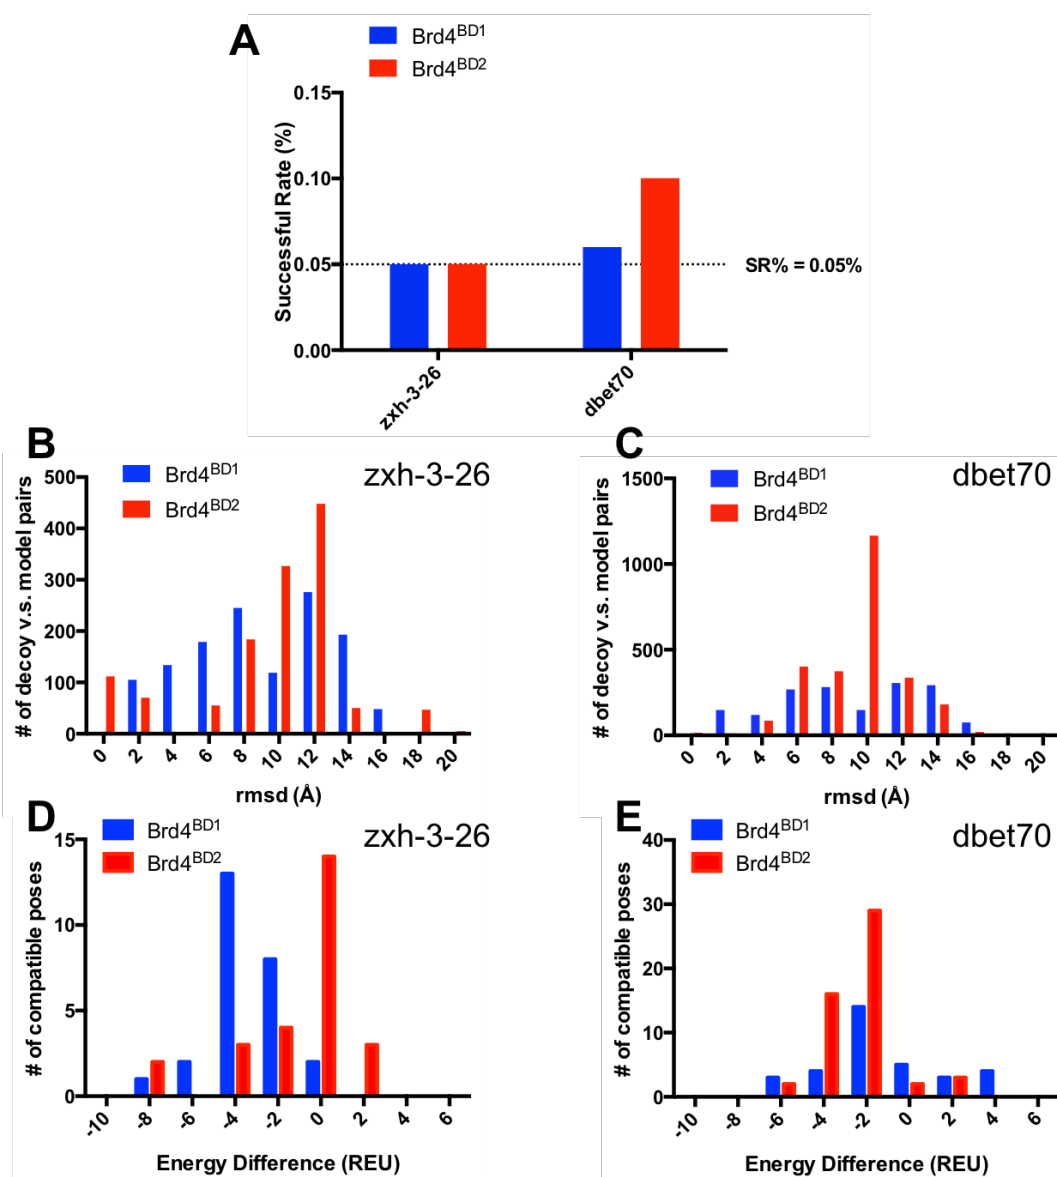 A
Brd4BD1
Brd4BD2
Successful Rate (%)
0.15
0.10
0.05
0.00
SR% = 0.05%
zxh-3-26
dbet70
B
zxh-3-26
Brd4BD1
Brd4BD2
# of decoy v.s. model pairs
500
400
300
200
100
0
0 2 4 6 8 10 12 14 16 18 20
rmsd (Å)
C
dbet70
Brd4BD1
Brd4BD2
# of decoy v.s. model pairs
1500
1000
500
0
0 2 4 6 8 10 12 14 16 18 20
rmsd (Å)
D
zxh-3-26
Brd4BD1
Brd4BD2
# of compatible poses
15
10
5
0
-10 -8 -6 -4 -2 0 2 4 6
Energy Difference (REU)
E
dbet70
Brd4BD1
Brd4BD2
# of compatible poses
40
30
20
10
0
-10 -8 -6 -4 -2 0 2 4 6
Energy Difference (REU)